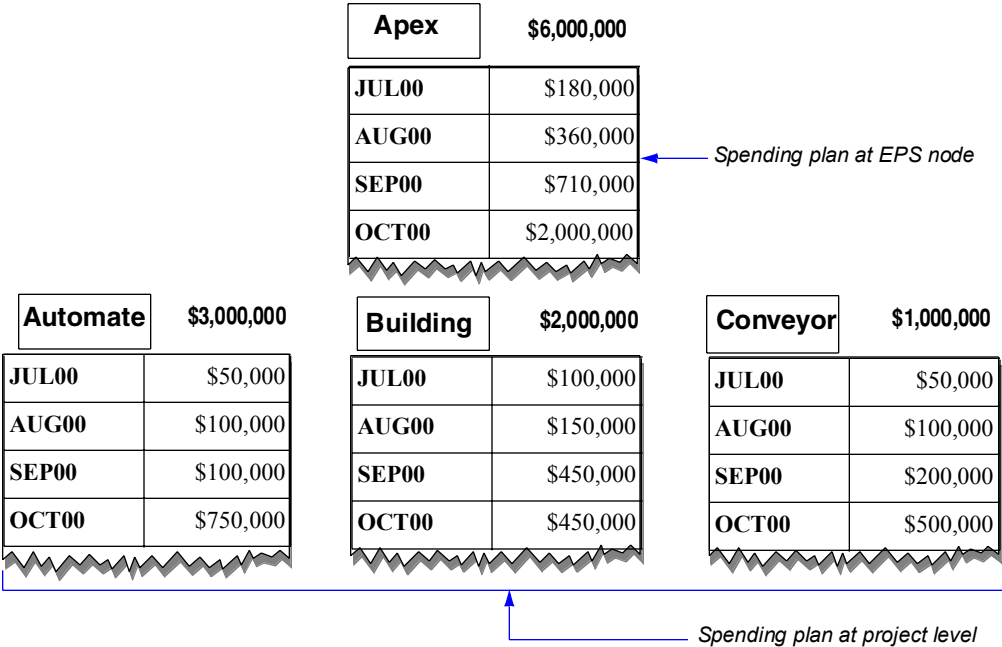 Apex $6,000,000
JUL00 $180,000
AUG00 $360,000
SEP00 $710,000
OCT00 $2,000,000
Spending plan at EPS node
Automate $3,000,000
JUL00 $50,000
AUG00 $100,000
SEP00 $100,000
OCT00 $750,000
Building $2,000,000
JUL00 $100,000
AUG00 $150,000
SEP00 $450,000
OCT00 $450,000
Conveyor $1,000,000
JUL00 $50,000
AUG00 $100,000
SEP00 $200,000
OCT00 $500,000
Spending plan at project level